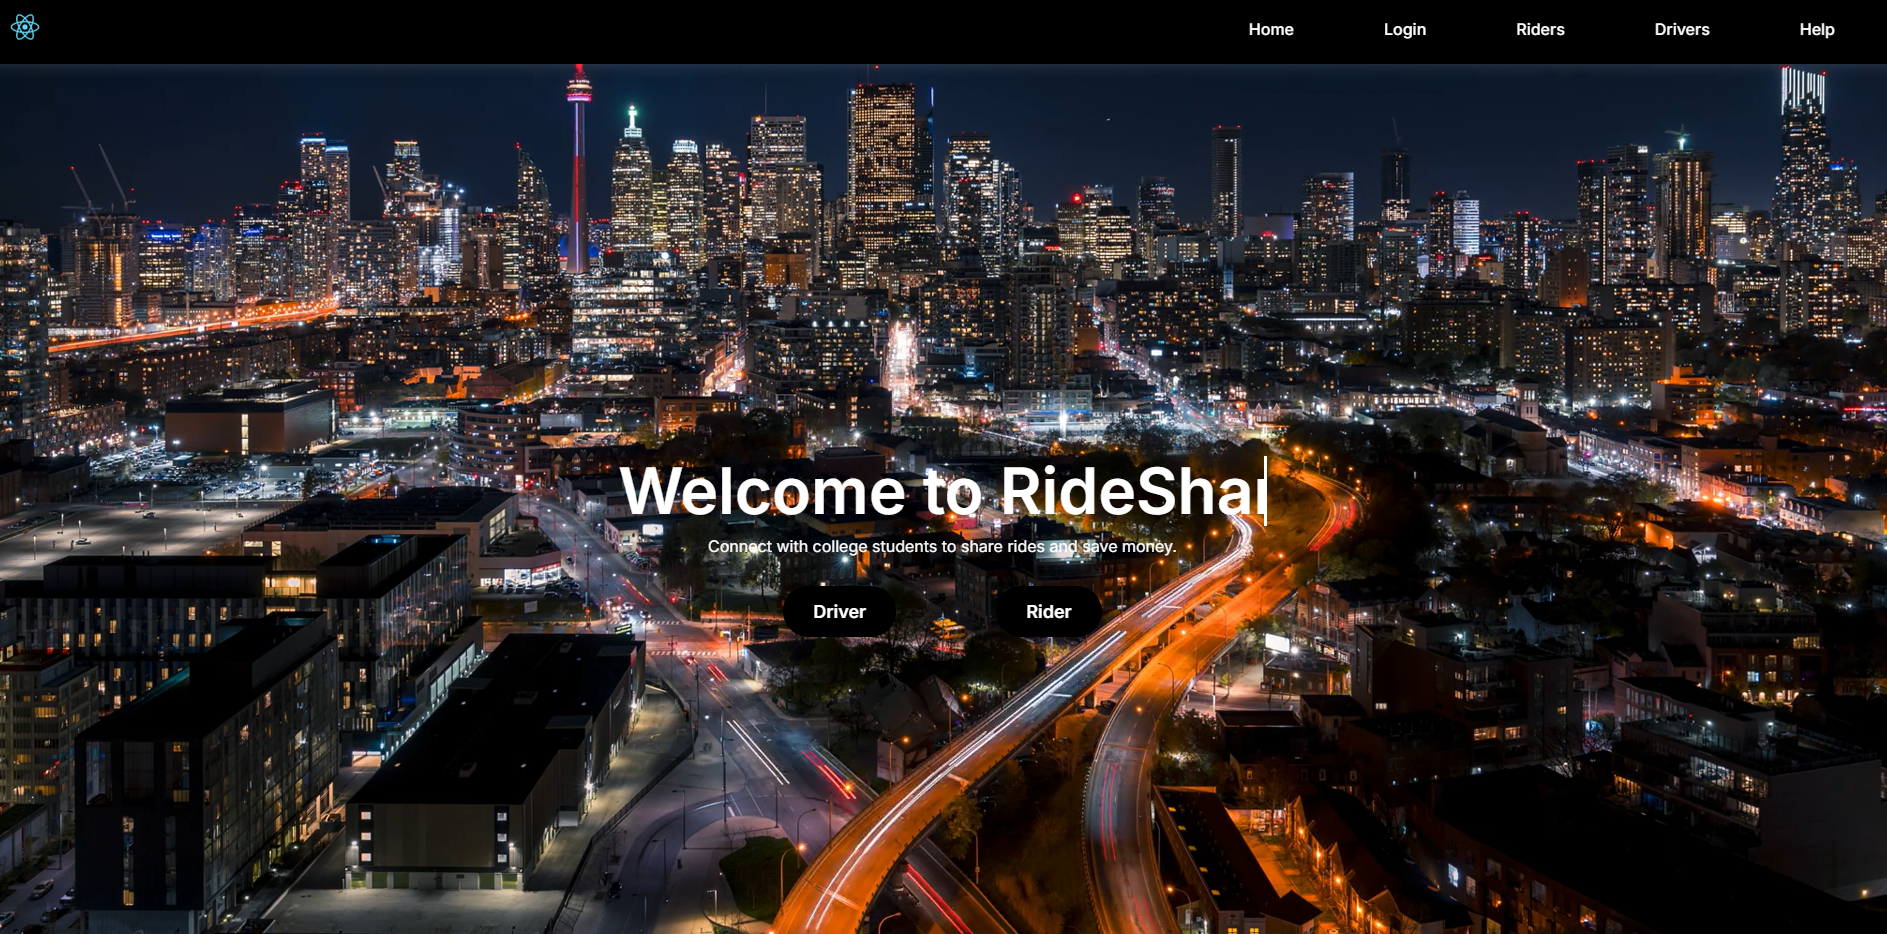 Home Login Riders Drivers Help
Welcome to RideShar
Connect with college students to share rides and save money.
Driver Rider